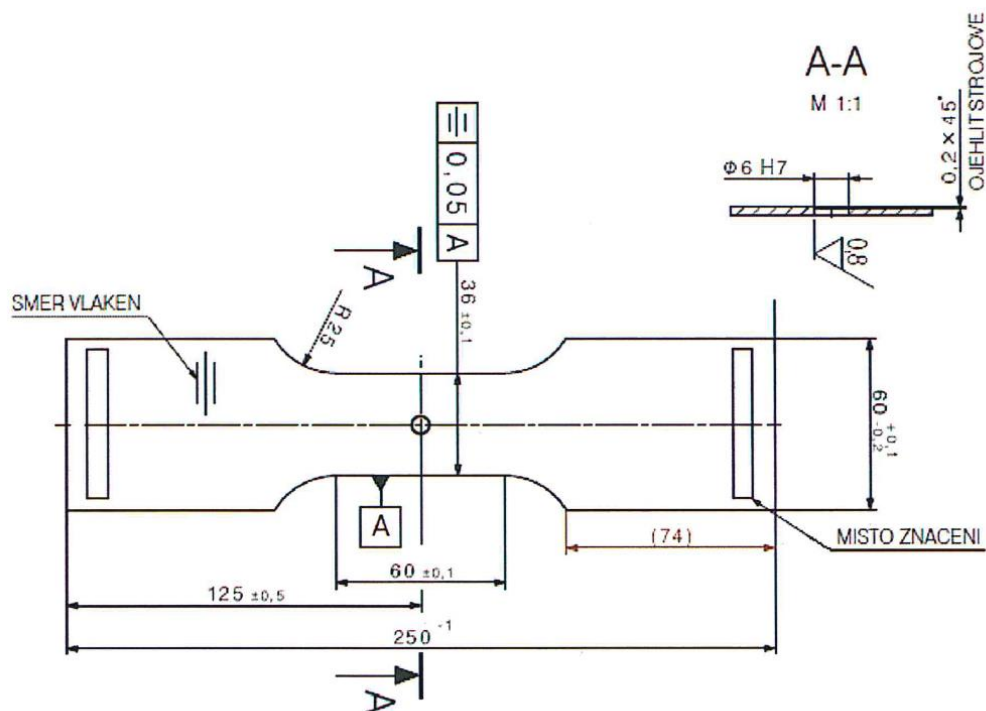 A-A
M 1:1
0,2 × 45°
OJEHLIT STROJOVE
Φ6 H7
0,8
0,05 A
A
36 ±0,1
R 25
SMER VLAKEN
60 +0,1 -0,2
A
(74)
MISTO ZNACENI
60 ±0,1
125 ±0,5
250 -1
A